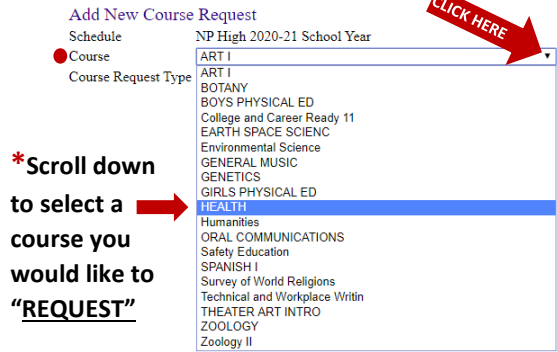 Add New Course Request
CLICK HERE
Schedule NP High 2020-21 School Year
Course ART I
Course Request Type ART I
BOTANY
BOYS PHYSICAL ED
College and Career Ready 11
EARTH SPACE SCIENC
Environmental Science
GENERAL MUSIC
GENETICS
GIRLS PHYSICAL ED
HEALTH
Humanities
ORAL COMMUNICATIONS
Safety Education
SPANISH I
Survey of World Religions
Technical and Workplace Writin
THEATER ART INTRO
ZOOLOGY
Zoology II
*Scroll down
to select a
course you
would like to
“REQUEST”